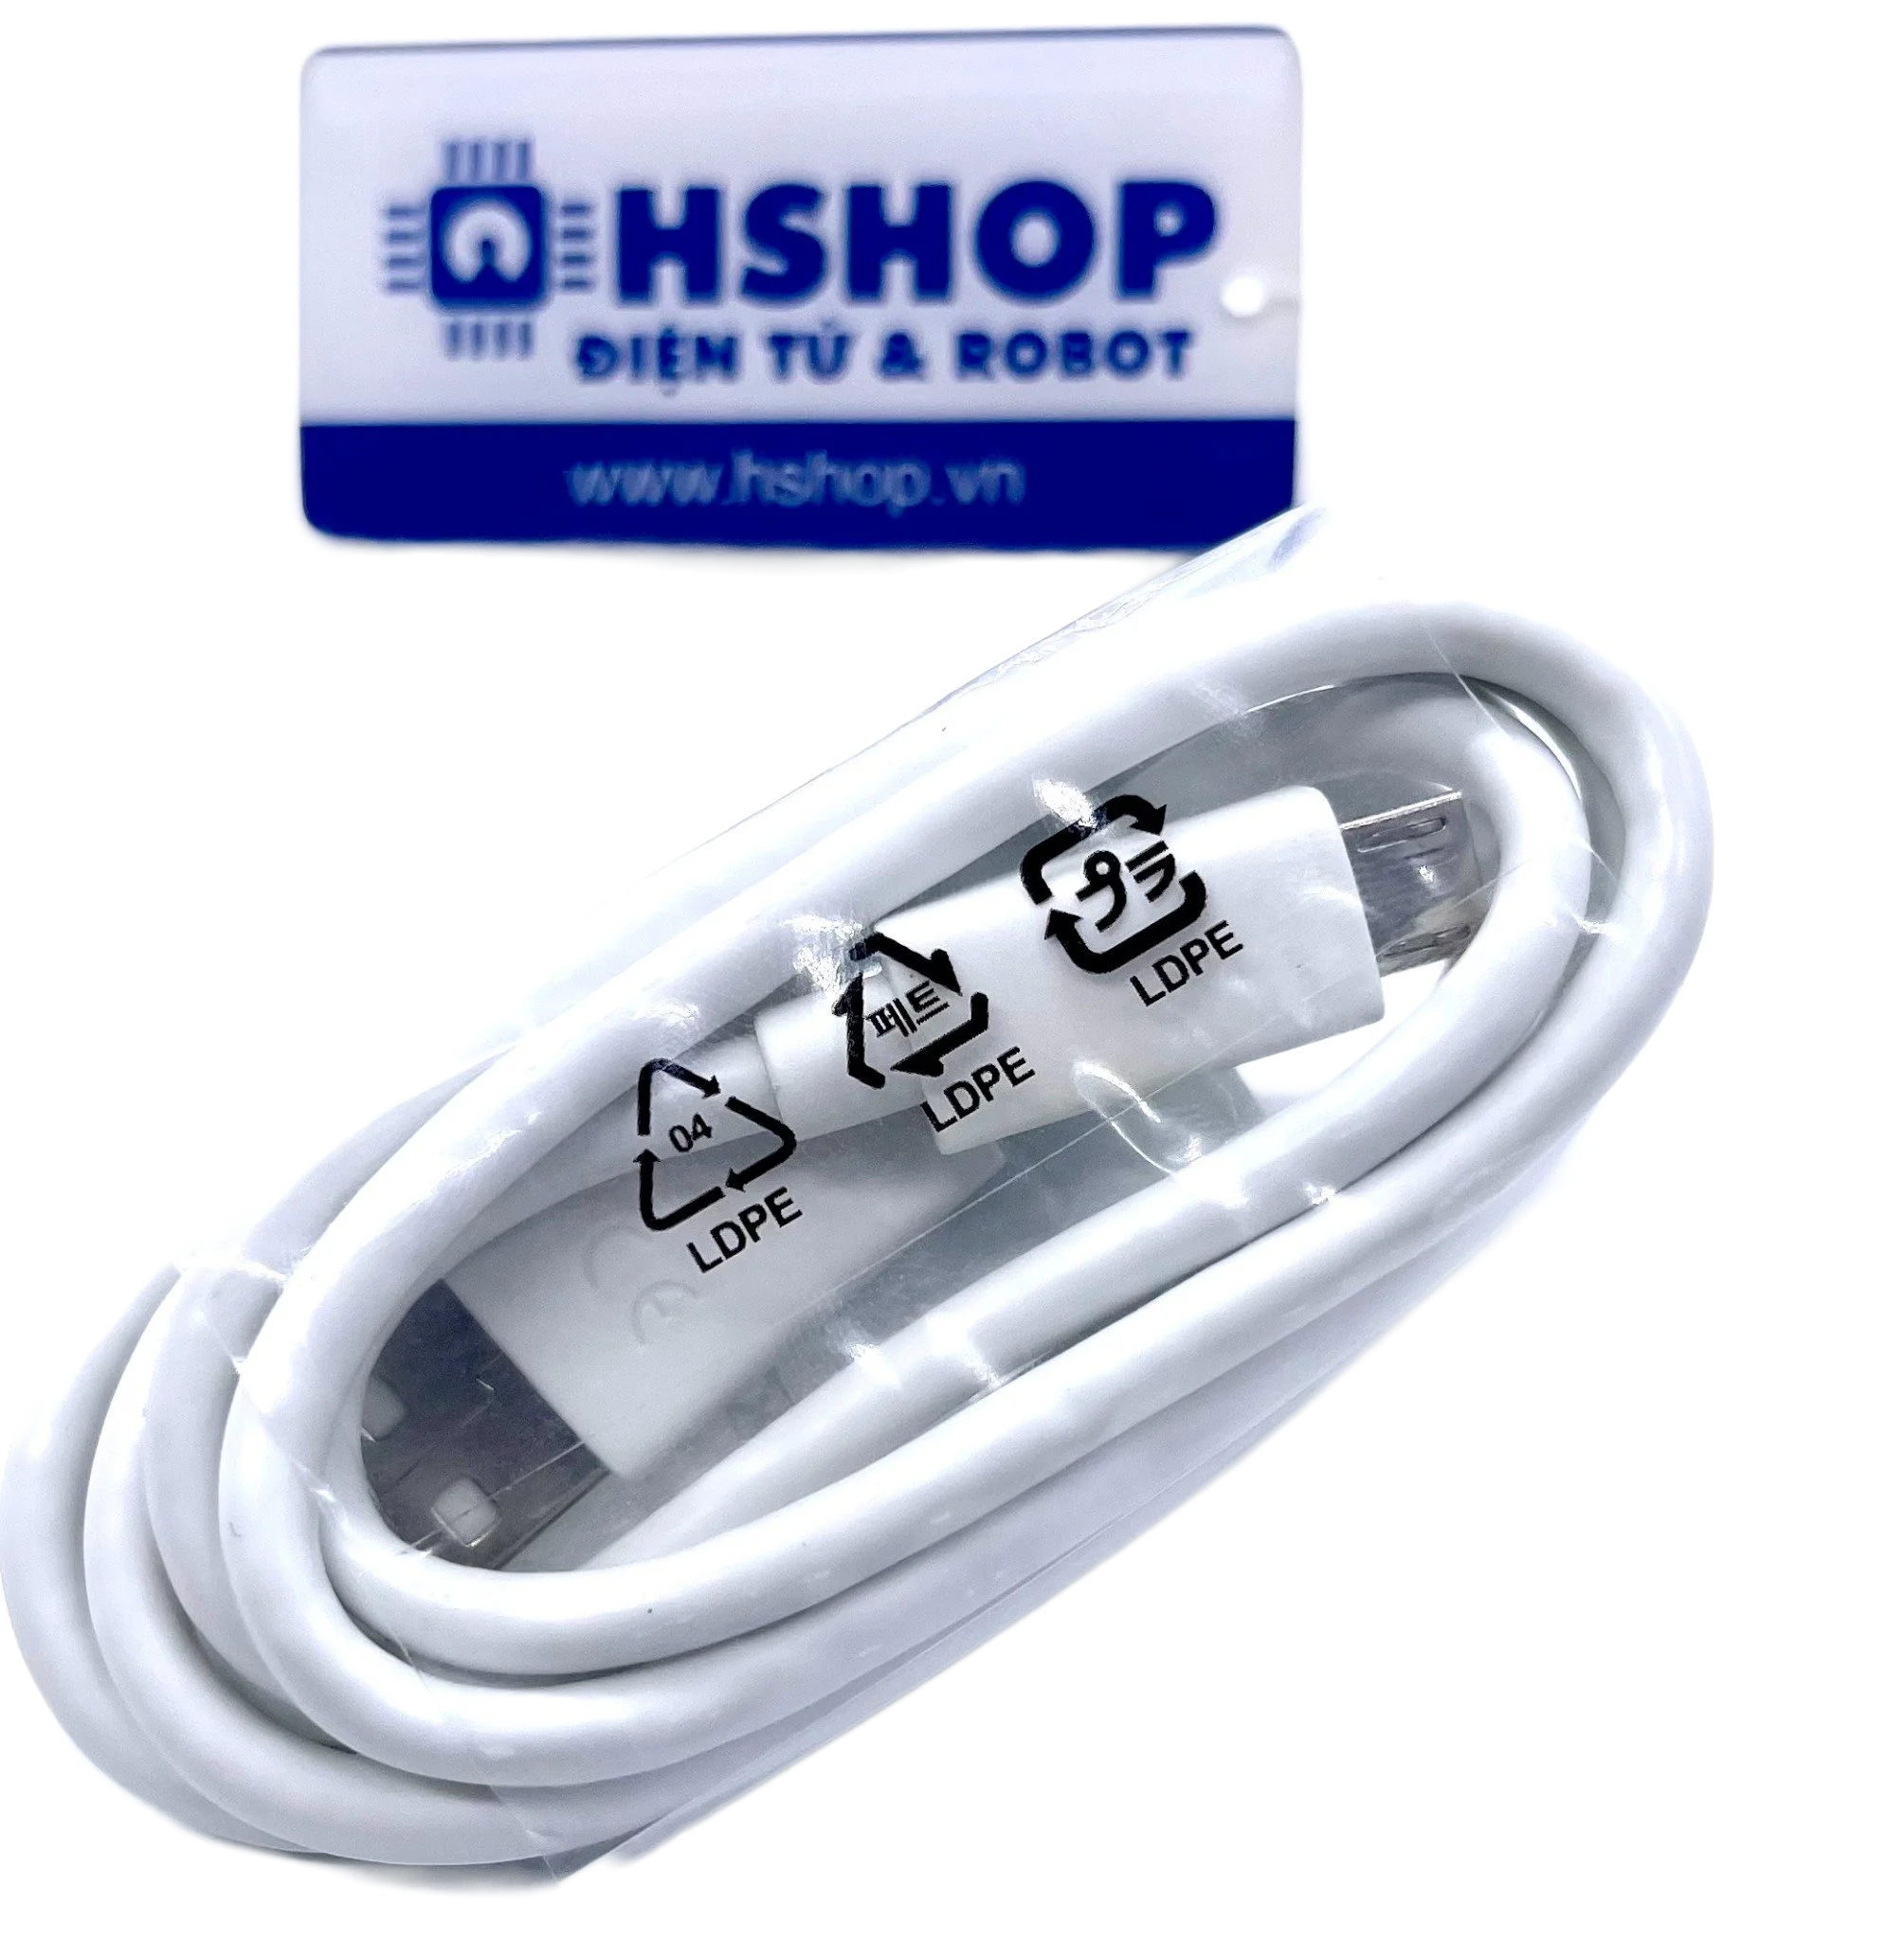 HSHOP
ĐIỆN TỬ & ROBOT
www.hshop.vn
プラ
LDPE
페트
LDPE
04
LDPE